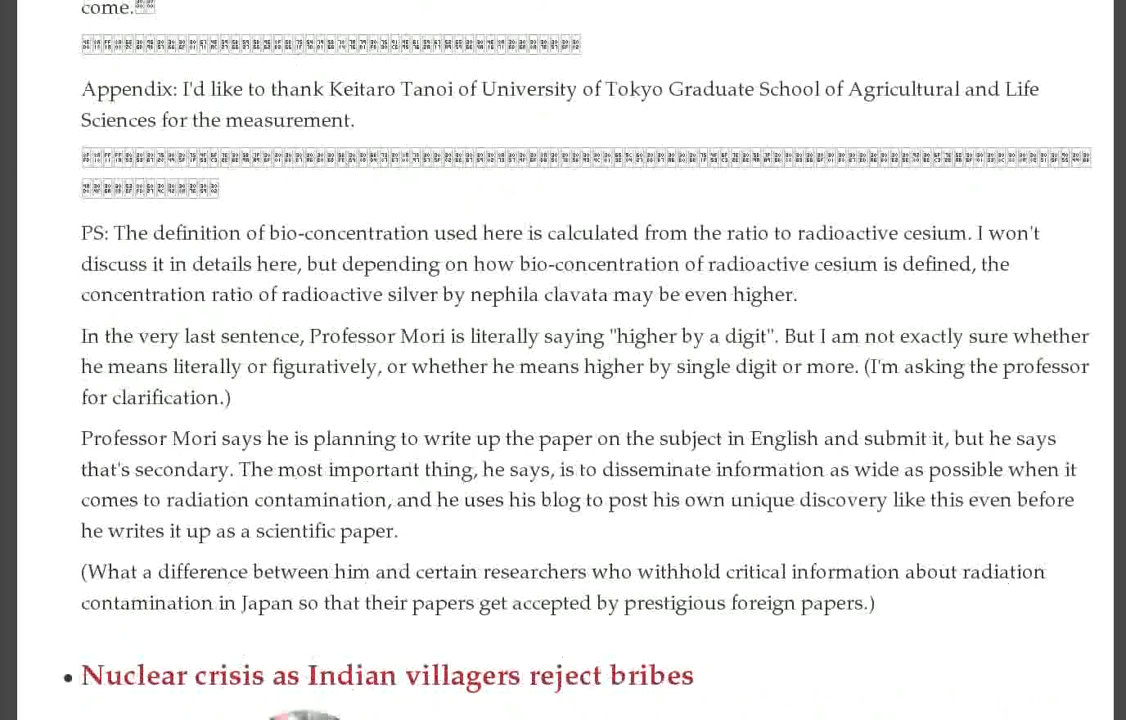 come.
Appendix: I'd like to thank Keitaro Tanoi of University of Tokyo Graduate School of Agricultural and Life
Sciences for the measurement.
PS: The definition of bio-concentration used here is calculated from the ratio to radioactive cesium. I won't
discuss it in details here, but depending on how bio-concentration of radioactive cesium is defined, the
concentration ratio of radioactive silver by nephila clavata may be even higher.
In the very last sentence, Professor Mori is literally saying "higher by a digit". But I am not exactly sure whether
he means literally or figuratively, or whether he means higher by single digit or more. (I'm asking the professor
for clarification.)
Professor Mori says he is planning to write up the paper on the subject in English and submit it, but he says
that's secondary. The most important thing, he says, is to disseminate information as wide as possible when it
comes to radiation contamination, and he uses his blog to post his own unique discovery like this even before
he writes it up as a scientific paper.
(What a difference between him and certain researchers who withhold critical information about radiation
contamination in Japan so that their papers get accepted by prestigious foreign papers.)
• Nuclear crisis as Indian villagers reject bribes